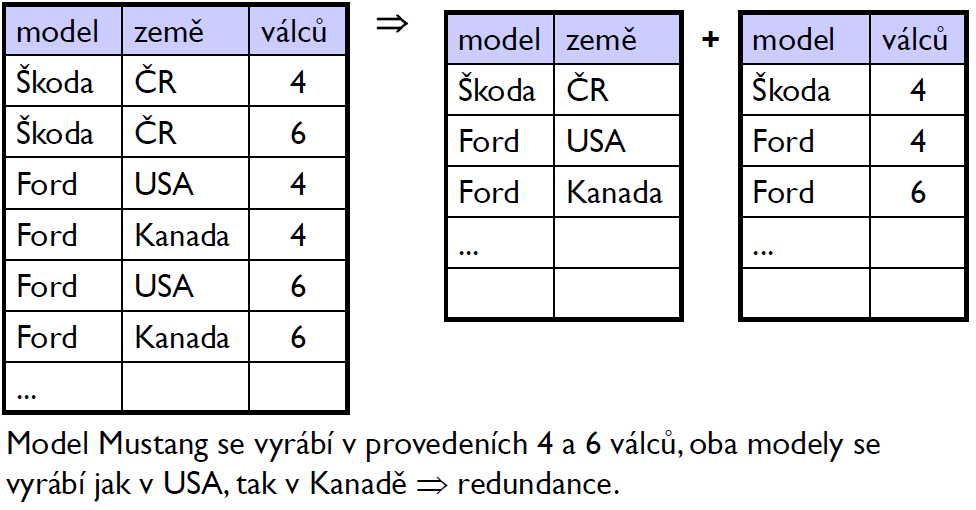 model země válců
Škoda ČR 4
Škoda ČR 6
Ford USA 4
Ford Kanada 4
Ford USA 6
Ford Kanada 6
...
⇒
model země
Škoda ČR
Ford USA
Ford Kanada
...
+
model válců
Škoda 4
Ford 4
Ford 6
...
Model Mustang se vyrábí v provedeních 4 a 6 válců, oba modely se
vyrábí jak v USA, tak v Kanadě ⇒ redundance.